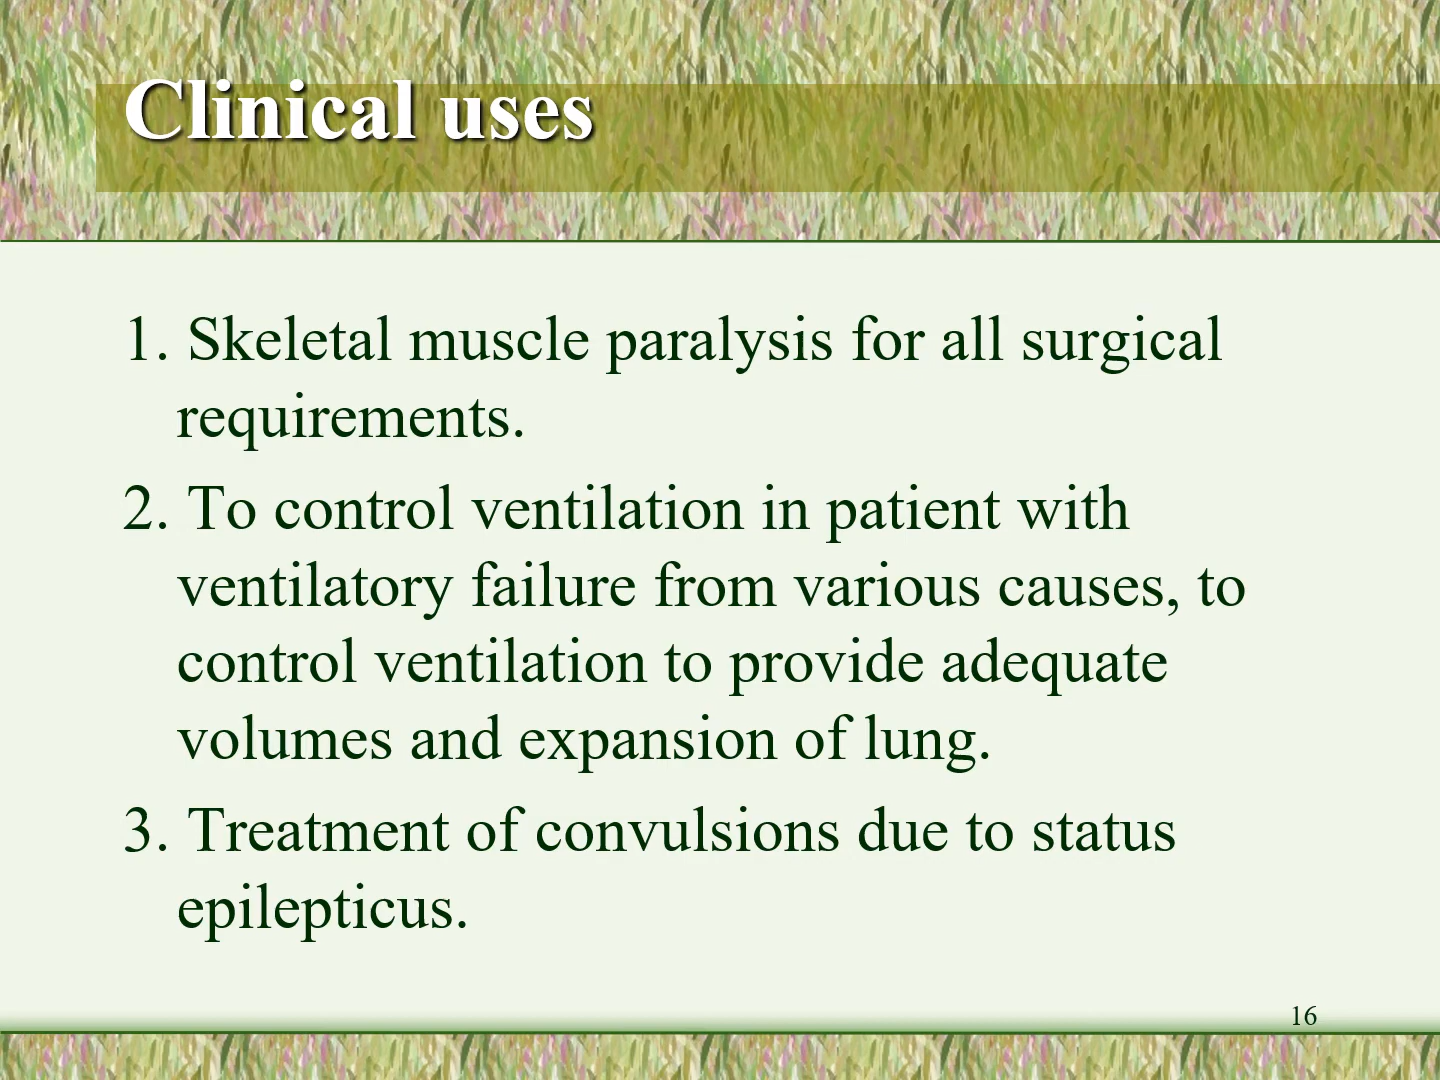 Clinical uses
1. Skeletal muscle paralysis for all surgical
requirements.
2. To control ventilation in patient with
ventilatory failure from various causes, to
control ventilation to provide adequate
volumes and expansion of lung.
3. Treatment of convulsions due to status
epilepticus.
16